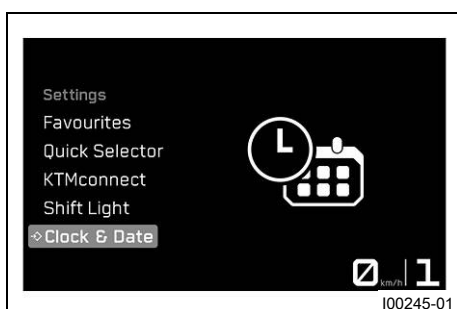 Settings
Favourites
Quick Selector
KTMconnect
Shift Light
Clock & Date
0 km/h 1
I00245-01